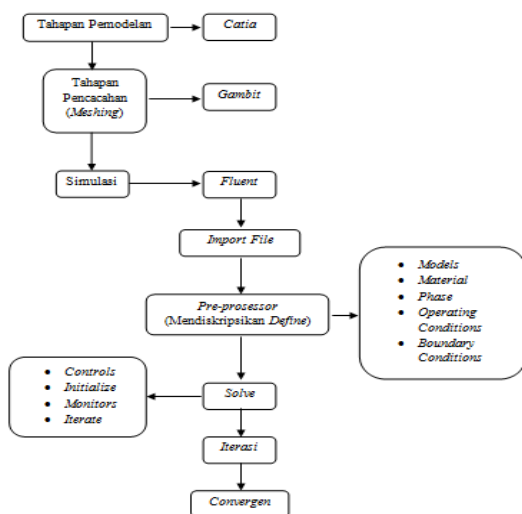 Tahapan Pemodelan
Catia
Tahapan
Pencacahan
(Meshing)
Gambit
Simulasi
Fluent
Import File
Pre-prosessor
(Mendiskripsikan Define)
• Models
• Material
• Phase
• Operating
Conditions
• Boundary
Conditions
Solve
• Controls
• Initialize
• Monitors
• Iterate
Iterasi
Convergen